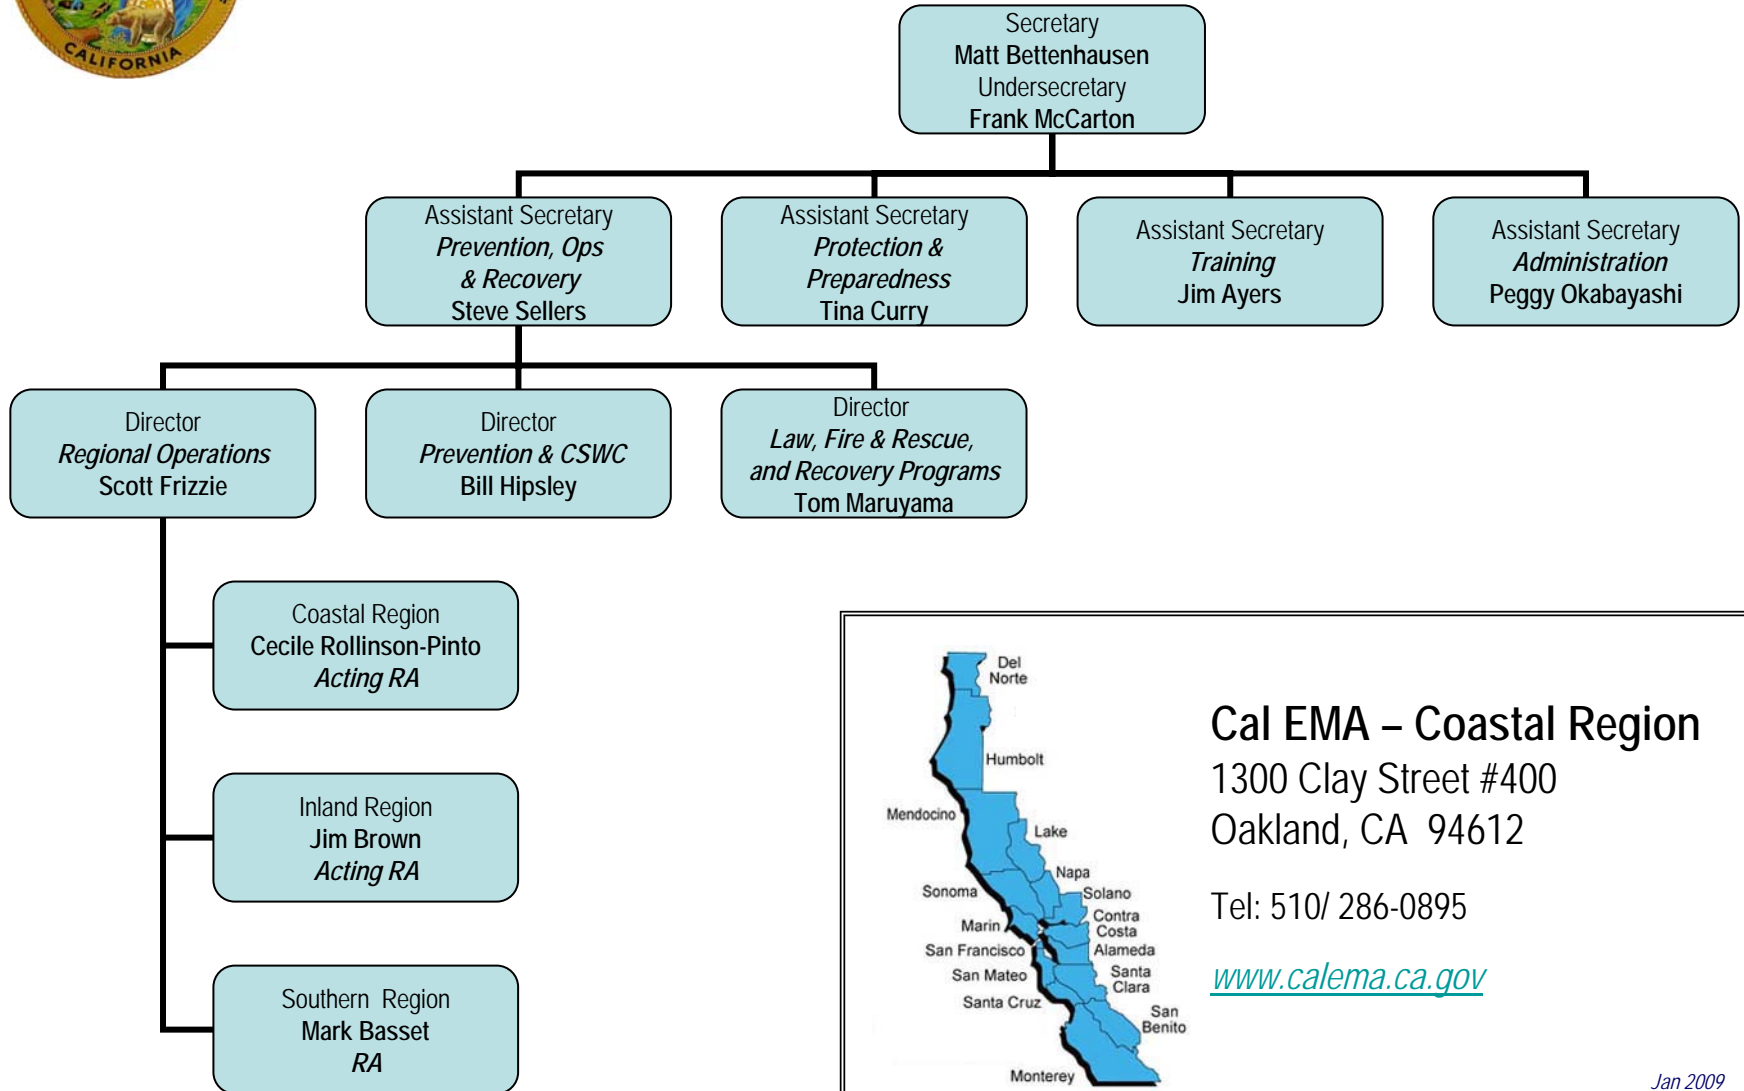 CALIFORNIA
Secretary
Matt Bettenhausen
Undersecretary
Frank McCarton
Assistant Secretary
Prevention, Ops
& Recovery
Steve Sellers
Assistant Secretary
Protection &
Preparedness
Tina Curry
Assistant Secretary
Training
Jim Ayers
Assistant Secretary
Administration
Peggy Okabayashi
Director
Regional Operations
Scott Frizzie
Director
Prevention & CSWC
Bill Hipsley
Director
Law, Fire & Rescue,
and Recovery Programs
Tom Maruyama
Coastal Region
Cecile Rollinson-Pinto
Acting RA
Inland Region
Jim Brown
Acting RA
Southern Region
Mark Basset
RA
Del
Norte
Humbolt
Mendocino
Lake
Napa
Sonoma
Solano
Contra
Costa
Marin
Alameda
San Francisco
San Mateo
Santa
Clara
Santa Cruz
San
Benito
Monterey
Cal EMA – Coastal Region
1300 Clay Street #400
Oakland, CA 94612
Tel: 510/ 286-0895
www.calema.ca.gov
Jan 2009